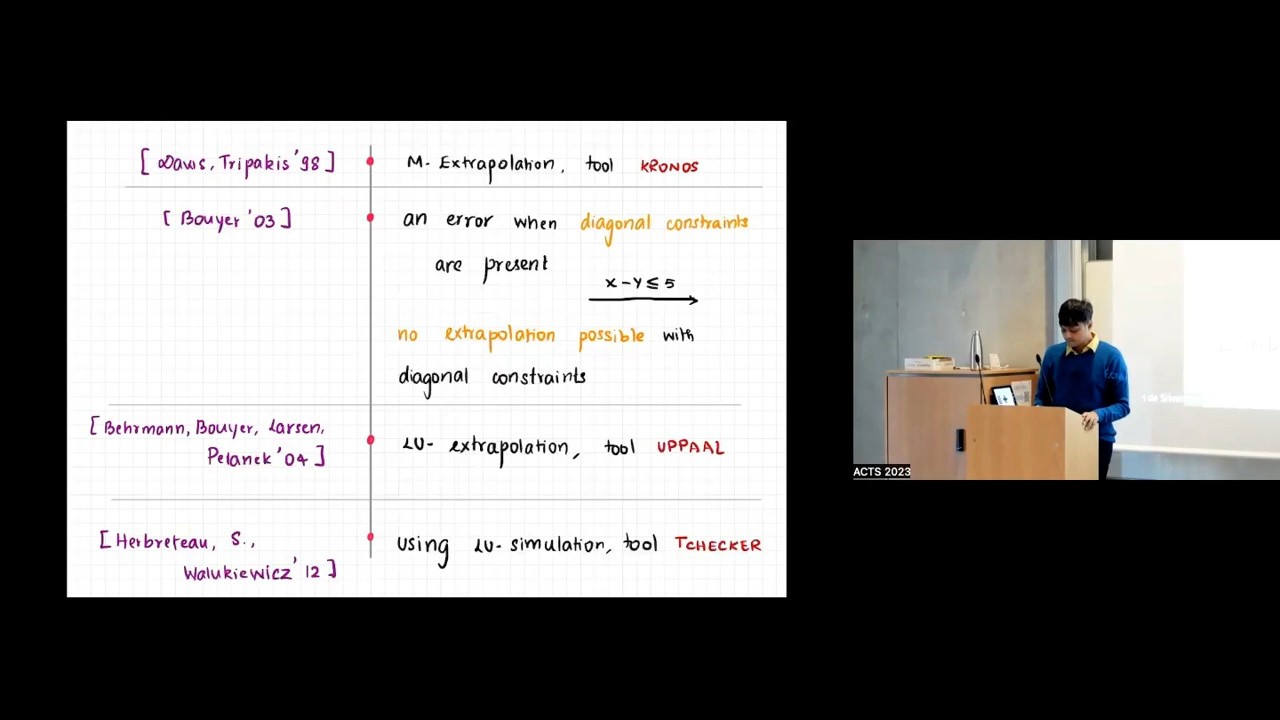 [ Daws, Tripakis '98 ] M- Extrapolation, tool KRONOS
[ Bouyer '03 ] an error when diagonal constraints
are present
x - y ≤ 5
no extrapolation possible with
diagonal constraints
[ Behrmann, Bouyer, Larsen,
Pelanek '04 ] LU- extrapolation, tool UPPAAL
[ Herbreteau, S., using LU- simulation, tool TCHECKER
Walukiewicz' 12 ]
ACTS 2023